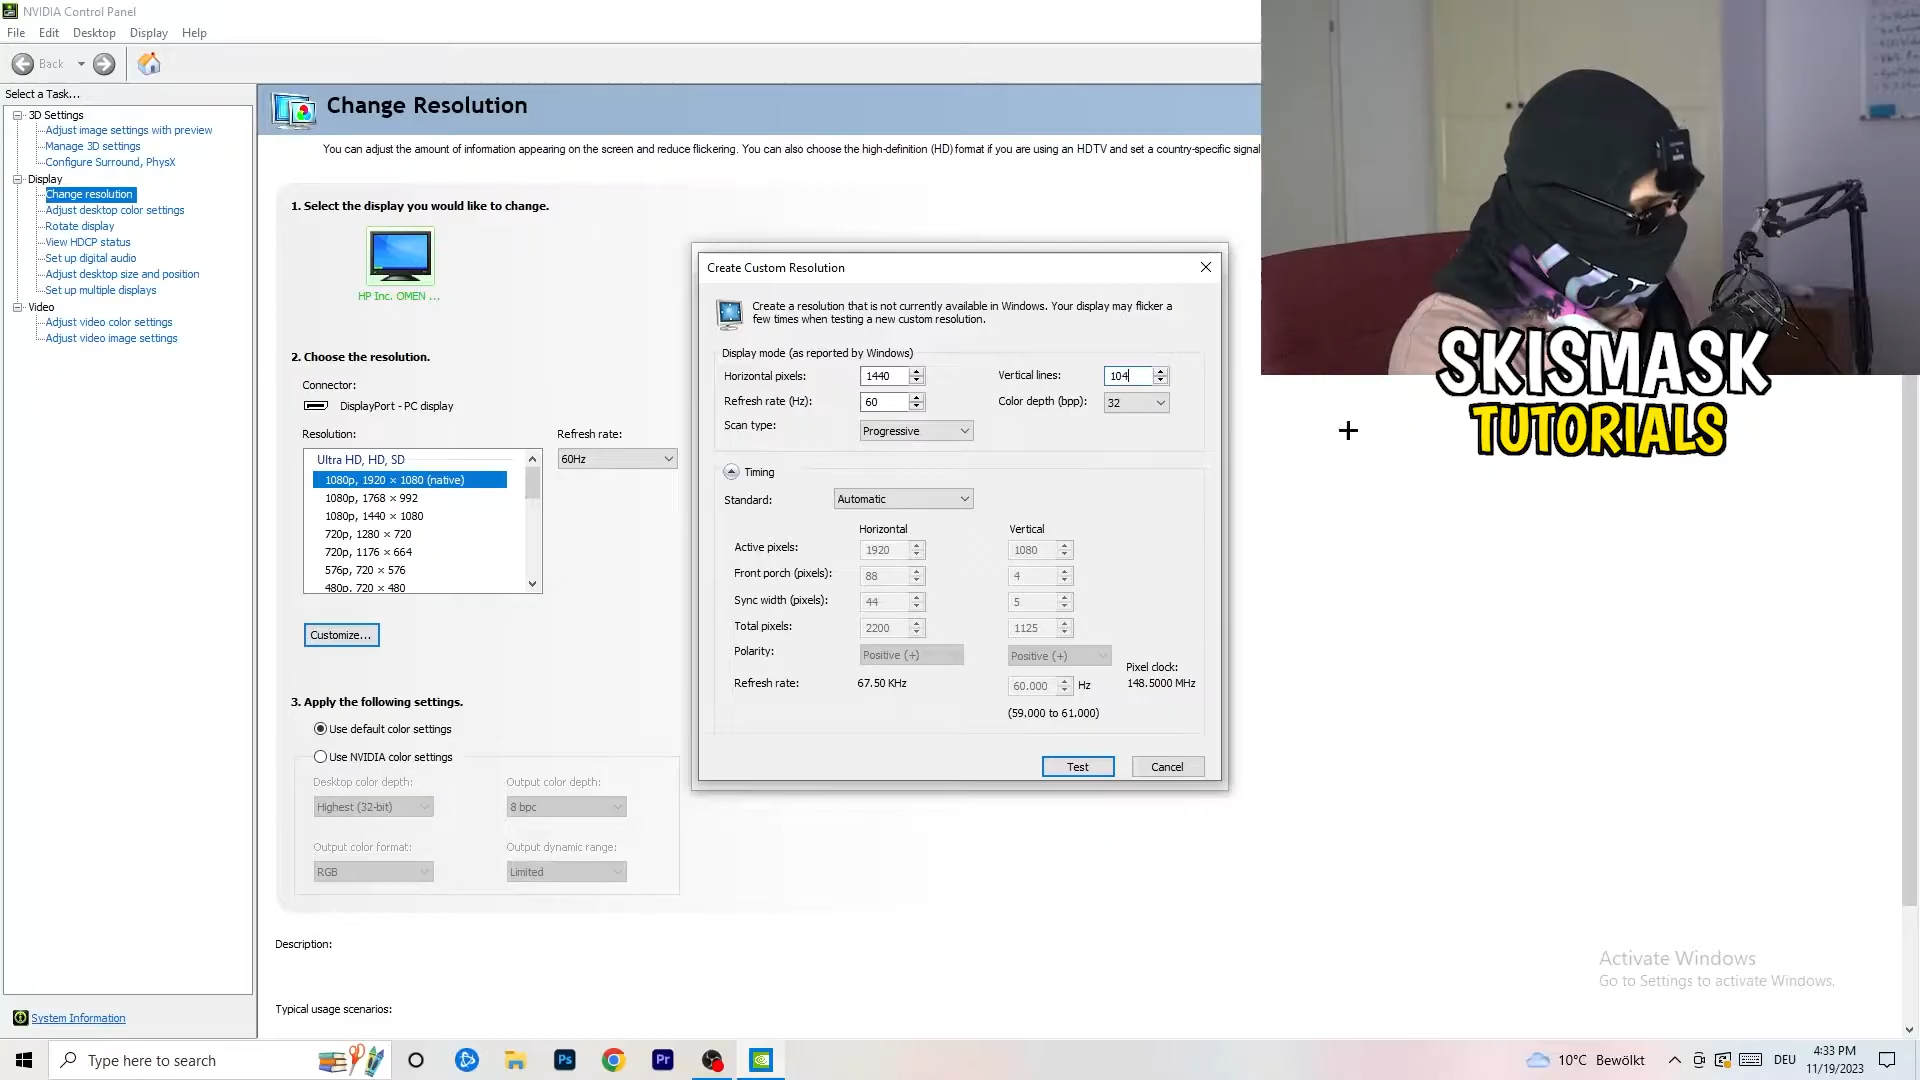 NVIDIA Control Panel
File Edit Desktop Display Help
Back
Select a Task...
3D Settings
Adjust image settings with preview
Manage 3D settings
Configure Surround, PhysX
Display
Change resolution
Adjust desktop color settings
Rotate display
View HDCP status
Set up digital audio
Adjust desktop size and position
Set up multiple displays
Video
Adjust video color settings
Adjust video image settings
System Information
Change Resolution
You can adjust the amount of information appearing on the screen and reduce flickering. You can also choose the high-definition (HD) format if you are using an HDTV and set a country-specific signal
1. Select the display you would like to change.
HP Inc. OMEN ...
2. Choose the resolution.
Connector:
DisplayPort - PC display
Resolution:
Refresh rate:
Ultra HD, HD, SD
60Hz
1080p, 1920 × 1080 (native)
1080p, 1768 × 992
1080p, 1440 × 1080
720p, 1280 × 720
720p, 1176 × 664
576p, 720 × 576
480p, 720 × 480
Customize...
3. Apply the following settings.
Use default color settings
Use NVIDIA color settings
Desktop color depth:
Output color depth:
Highest (32-bit)
8 bpc
Output color format:
Output dynamic range:
RGB
Limited
Description:
Typical usage scenarios:
Create Custom Resolution
Create a resolution that is not currently available in Windows. Your display may flicker a
few times when testing a new custom resolution.
Display mode (as reported by Windows)
Horizontal pixels: 1440 Vertical lines: 104
Refresh rate (Hz): 60 Color depth (bpp): 32
Scan type: Progressive
Timing
Standard: Automatic
Horizontal Vertical
Active pixels: 1920 1080
Front porch (pixels): 88 4
Sync width (pixels): 44 5
Total pixels: 2200 1125
Polarity: Positive (+) Positive (+)
Pixel clock:
Refresh rate: 67.50 KHz 60.000 Hz 148.5000 MHz
(59.000 to 61.000)
Test Cancel
SKISMASK
TUTORIALS
Activate Windows
Go to Settings to activate Windows.
Type here to search
Ps
Pr
10°C Bewölkt
DEU
4:33 PM
11/19/2023